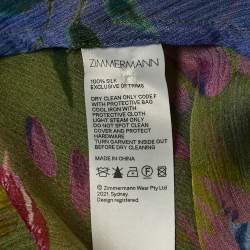 ZIMMERMANN
100% SILK
EXCLUSIVE OF TRIMS
DRY CLEAN ONLY CODE F
WITH PROTECTIVE BAG
COOL IRON WITH
PROTECTIVE CLOTH
LIGHT STEAM ONLY
DO NOT SPOT CLEAN
COVER AND PROTECT
HARDWARE
TURN GARMENT INSIDE OUT
BEFORE DRY CLEANING
MADE IN CHINA
© Zimmermann Wear Pty Ltd
2021, Sydney
Design registered.